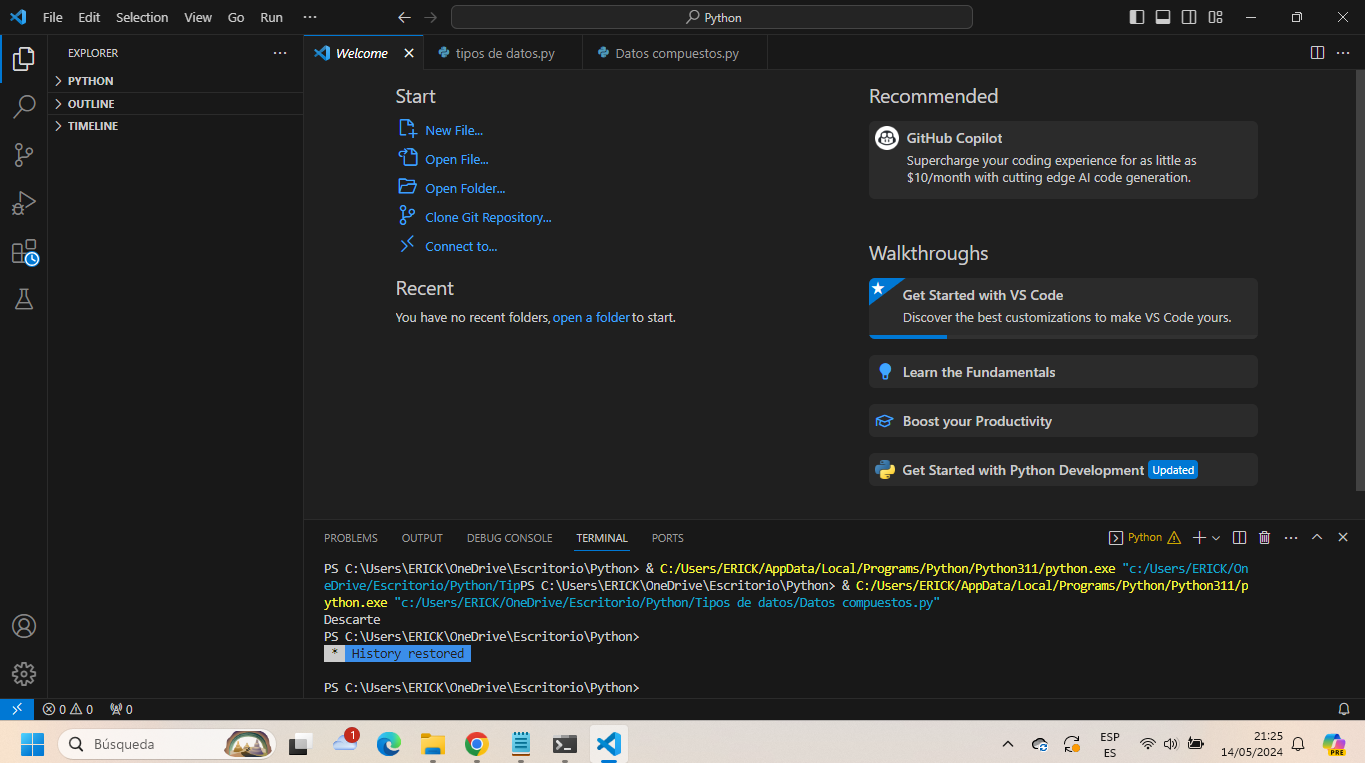 File Edit Selection View Go Run ···
Python
EXPLORER ···
PYTHON
OUTLINE
TIMELINE
Welcome
tipos de datos.py
Datos compuestos.py
Start
New File...
Open File...
Open Folder...
Clone Git Repository...
Connect to...
Recent
You have no recent folders, open a folder to start.
Recommended
GitHub Copilot
Supercharge your coding experience for as little as
$10/month with cutting edge AI code generation.
Walkthroughs
Get Started with VS Code
Discover the best customizations to make VS Code yours.
Learn the Fundamentals
Boost your Productivity
Get Started with Python Development Updated
PROBLEMS OUTPUT DEBUG CONSOLE TERMINAL PORTS
Python
PS C:\Users\ERICK\OneDrive\Escritorio\Python> & C:/Users/ERICK/AppData/Local/Programs/Python/Python311/python.exe "c:/Users/ERICK/On
eDrive/Escritorio/Python/TipPS C:\Users\ERICK\OneDrive\Escritorio\Python> & C:/Users/ERICK/AppData/Local/Programs/Python/Python311/p
ython.exe "c:/Users/ERICK/OneDrive/Escritorio/Python/Tipos de datos/Datos compuestos.py"
Descarte
PS C:\Users\ERICK\OneDrive\Escritorio\Python>
* History restored
PS C:\Users\ERICK\OneDrive\Escritorio\Python>
0 0 0
Búsqueda
1
ESP
ES
21:25
14/05/2024
PRE